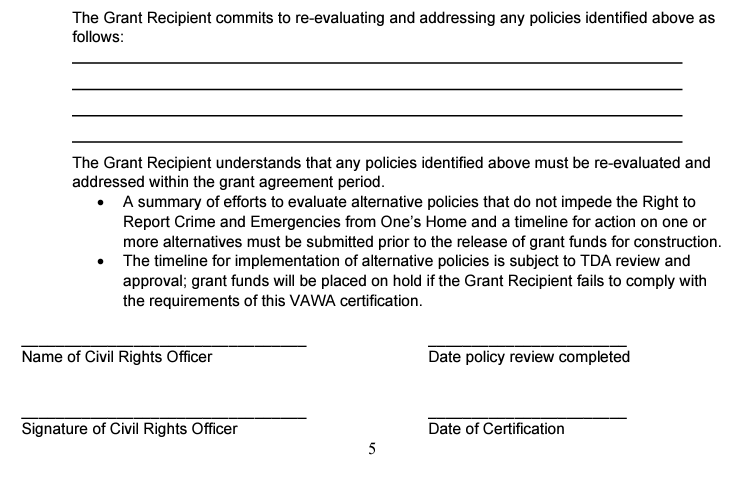 The Grant Recipient commits to re-evaluating and addressing any policies identified above as
follows:
The Grant Recipient understands that any policies identified above must be re-evaluated and
addressed within the grant agreement period.
• A summary of efforts to evaluate alternative policies that do not impede the Right to
Report Crime and Emergencies from One's Home and a timeline for action on one or
more alternatives must be submitted prior to the release of grant funds for construction.
• The timeline for implementation of alternative policies is subject to TDA review and
approval; grant funds will be placed on hold if the Grant Recipient fails to comply with
the requirements of this VAWA certification.
Name of Civil Rights Officer
Date policy review completed
Signature of Civil Rights Officer
Date of Certification
5